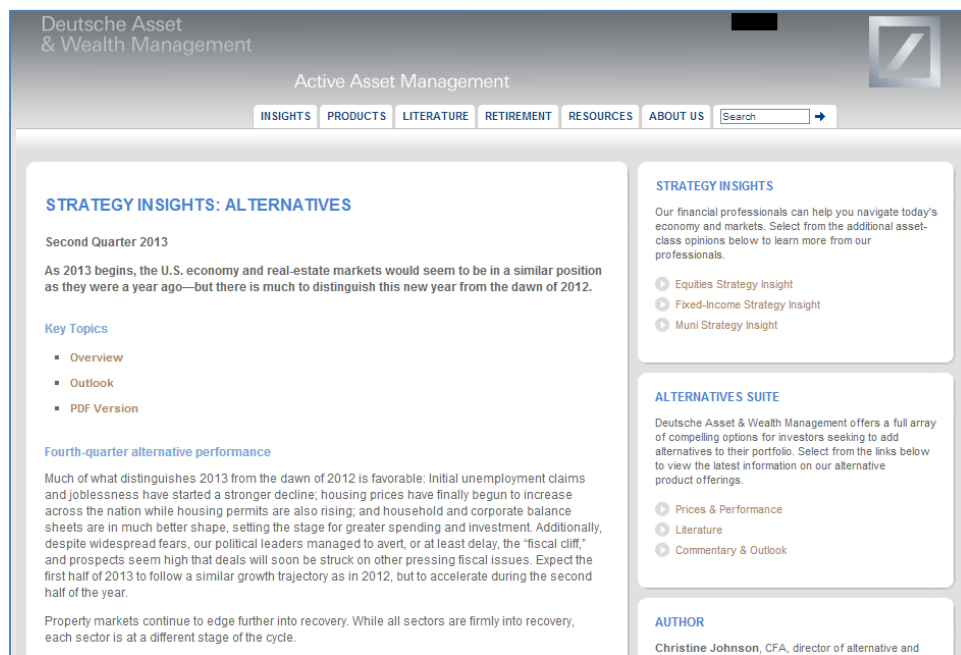 Deutsche Asset
& Wealth Management
Active Asset Management
INSIGHTS PRODUCTS LITERATURE RETIREMENT RESOURCES ABOUT US Search
STRATEGY INSIGHTS: ALTERNATIVES
Second Quarter 2013
As 2013 begins, the U.S. economy and real-estate markets would seem to be in a similar position
as they were a year ago—but there is much to distinguish this new year from the dawn of 2012.
Key Topics
Overview
Outlook
PDF Version
Fourth-quarter alternative performance
Much of what distinguishes 2013 from the dawn of 2012 is favorable: Initial unemployment claims
and joblessness have started a stronger decline; housing prices have finally begun to increase
across the nation while housing permits are also rising; and household and corporate balance
sheets are in much better shape, setting the stage for greater spending and investment. Additionally,
despite widespread fears, our political leaders managed to avert, or at least delay, the “fiscal cliff,”
and prospects seem high that deals will soon be struck on other pressing fiscal issues. Expect the
first half of 2013 to follow a similar growth trajectory as in 2012, but to accelerate during the second
half of the year.
Property markets continue to edge further into recovery. While all sectors are firmly into recovery,
each sector is at a different stage of the cycle.
STRATEGY INSIGHTS
Our financial professionals can help you navigate today's
economy and markets. Select from the additional asset-
class opinions below to learn more from our
professionals.
Equities Strategy Insight
Fixed-Income Strategy Insight
Muni Strategy Insight
ALTERNATIVES SUITE
Deutsche Asset & Wealth Management offers a full array
of compelling options for investors seeking to add
alternatives to their portfolio. Select from the links below
to view the latest information on our alternative
product offerings.
Prices & Performance
Literature
Commentary & Outlook
AUTHOR
Christine Johnson, CFA, director of alternative and